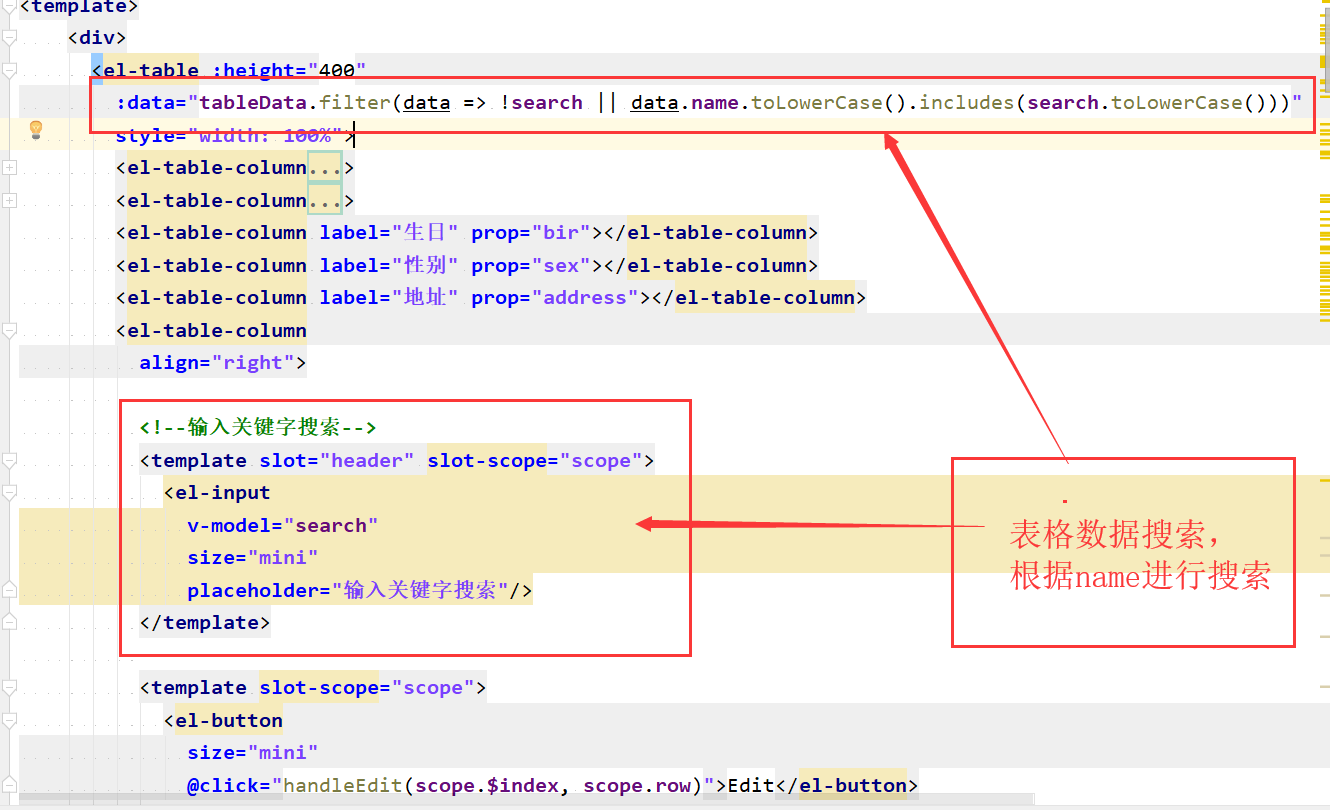 <template>
<div>
<el-table :height="400"
:data="tableData.filter(data => !search || data.name.toLowerCase().includes(search.toLowerCase()))"
style="width: 100%">
<el-table-column...>
<el-table-column...>
<el-table-column label="生日" prop="bir"></el-table-column>
<el-table-column label="性别" prop="sex"></el-table-column>
<el-table-column label="地址" prop="address"></el-table-column>
<el-table-column
align="right">
<!--输入关键字搜索-->
<template slot="header" slot-scope="scope">
<el-input
v-model="search"
size="mini"
placeholder="输入关键字搜索"/>
</template>
表格数据搜索，
根据name进行搜索
<template slot-scope="scope">
<el-button
size="mini"
@click="handleEdit(scope.$index, scope.row)">Edit</el-button>